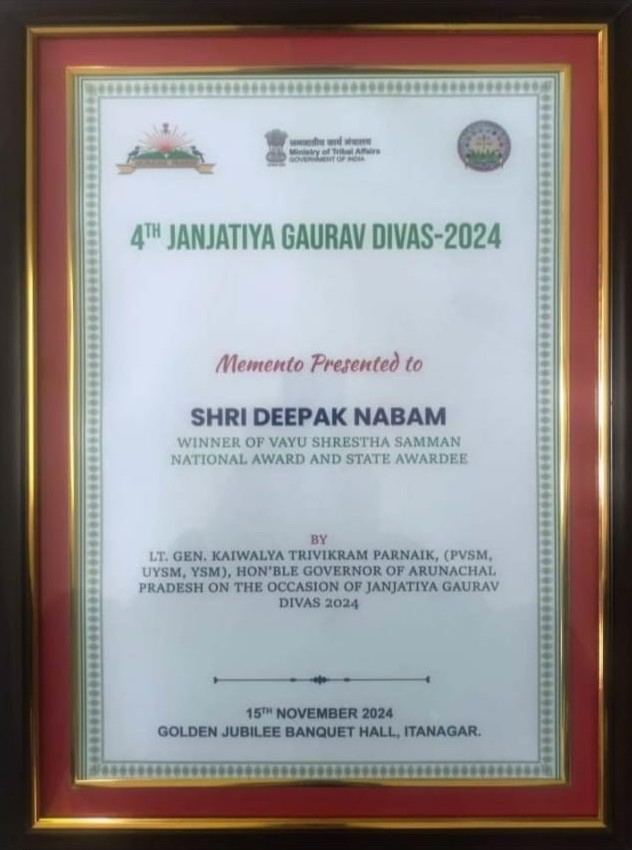 जनजातीय कार्य मंत्रालय
Ministry of Tribal Affairs
GOVERNMENT OF INDIA
4TH JANJATIYA GAURAV DIVAS-2024
Memento Presented to
SHRI DEEPAK NABAM
WINNER OF VAYU SHRESTHA SAMMAN
NATIONAL AWARD AND STATE AWARDEE
BY
LT. GEN. KAIWALYA TRIVIKRAM PARNAIK, (PVSM,
UYSM, YSM), HON'BLE GOVERNOR OF ARUNACHAL
PRADESH ON THE OCCASION OF JANJATIYA GAURAV
DIVAS 2024
15TH NOVEMBER 2024
GOLDEN JUBILEE BANQUET HALL, ITANAGAR.